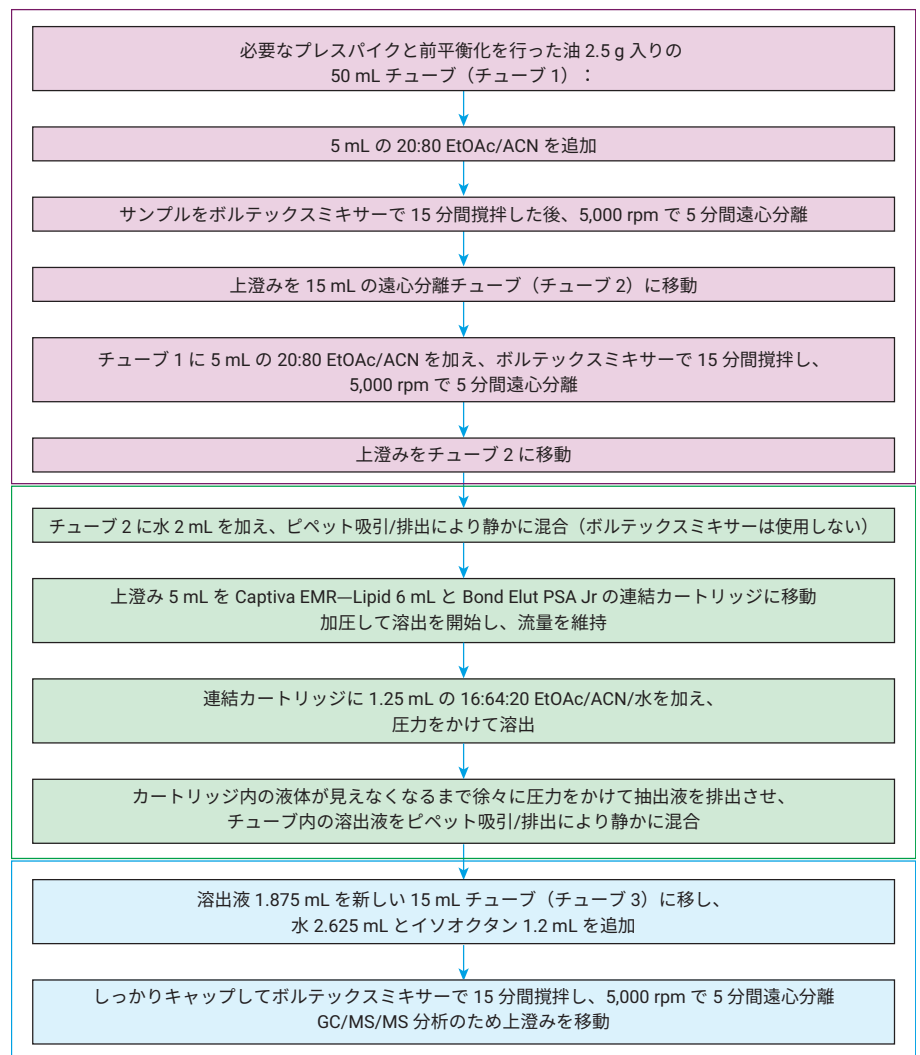 必要なプレスパイクと前平衡化を行った油 2.5 g 入りの
50 mL チューブ（チューブ 1）：
5 mL の 20:80 EtOAc/ACN を追加
サンプルをボルテックスミキサーで 15 分間撹拌した後、5,000 rpm で 5 分間遠心分離
上澄みを 15 mL の遠心分離チューブ（チューブ 2）に移動
チューブ 1 に 5 mL の 20:80 EtOAc/ACN を加え、ボルテックスミキサーで 15 分間撹拌し、
5,000 rpm で 5 分間遠心分離
上澄みをチューブ 2 に移動
チューブ 2 に水 2 mL を加え、ピペット吸引/排出により静かに混合（ボルテックスミキサーは使用しない）
上澄み 5 mL を Captiva EMR—Lipid 6 mL と Bond Elut PSA Jr の連結カートリッジに移動
加圧して溶出を開始し、流量を維持
連結カートリッジに 1.25 mL の 16:64:20 EtOAc/ACN/水を加え、
圧力をかけて溶出
カートリッジ内の液体が見えなくなるまで徐々に圧力をかけて抽出液を排出させ、
チューブ内の溶出液をピペット吸引/排出により静かに混合
溶出液 1.875 mL を新しい 15 mL チューブ（チューブ 3）に移し、
水 2.625 mL とイソオクタン 1.2 mL を追加
しっかりキャップしてボルテックスミキサーで 15 分間撹拌し、5,000 rpm で 5 分間遠心分離
GC/MS/MS 分析のため上澄みを移動